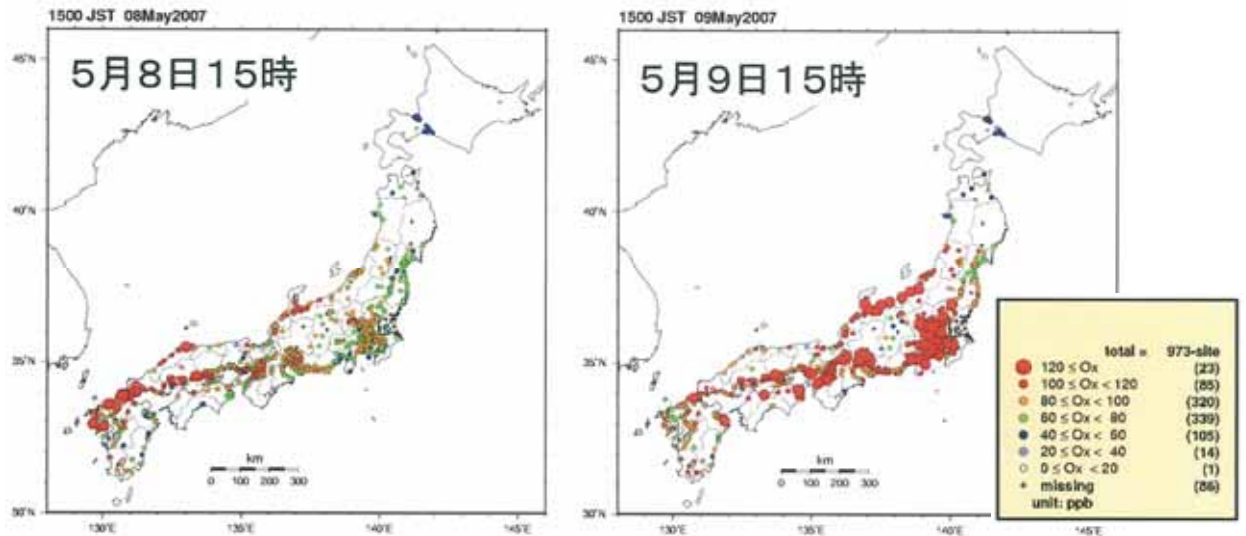 1500 JST 08May2007
5月8日15時
45°N
40°N
35°N
30°N
km
0 100 200 300
130°E
135°E
140°E
145°E
1500 JST 09May2007
5月9日15時
45°N
40°N
35°N
30°N
km
0 100 200 300
130°E
135°E
140°E
145°E
total = 973-site
120 ≤ Ox (23)
100 ≤ Ox < 120 (85)
80 ≤ Ox < 100 (320)
60 ≤ Ox < 80 (339)
40 ≤ Ox < 60 (105)
20 ≤ Ox < 40 (14)
0 ≤ Ox < 20 (1)
missing (86)
unit: ppb